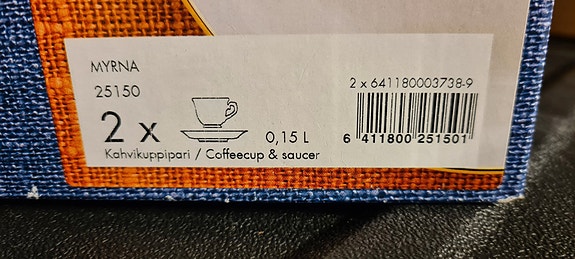 MYRNA
25150
2 x
0,15 L
Kahvikuppipari / Coffeecup & saucer
2 x 641180003738-9
6 411800 251501